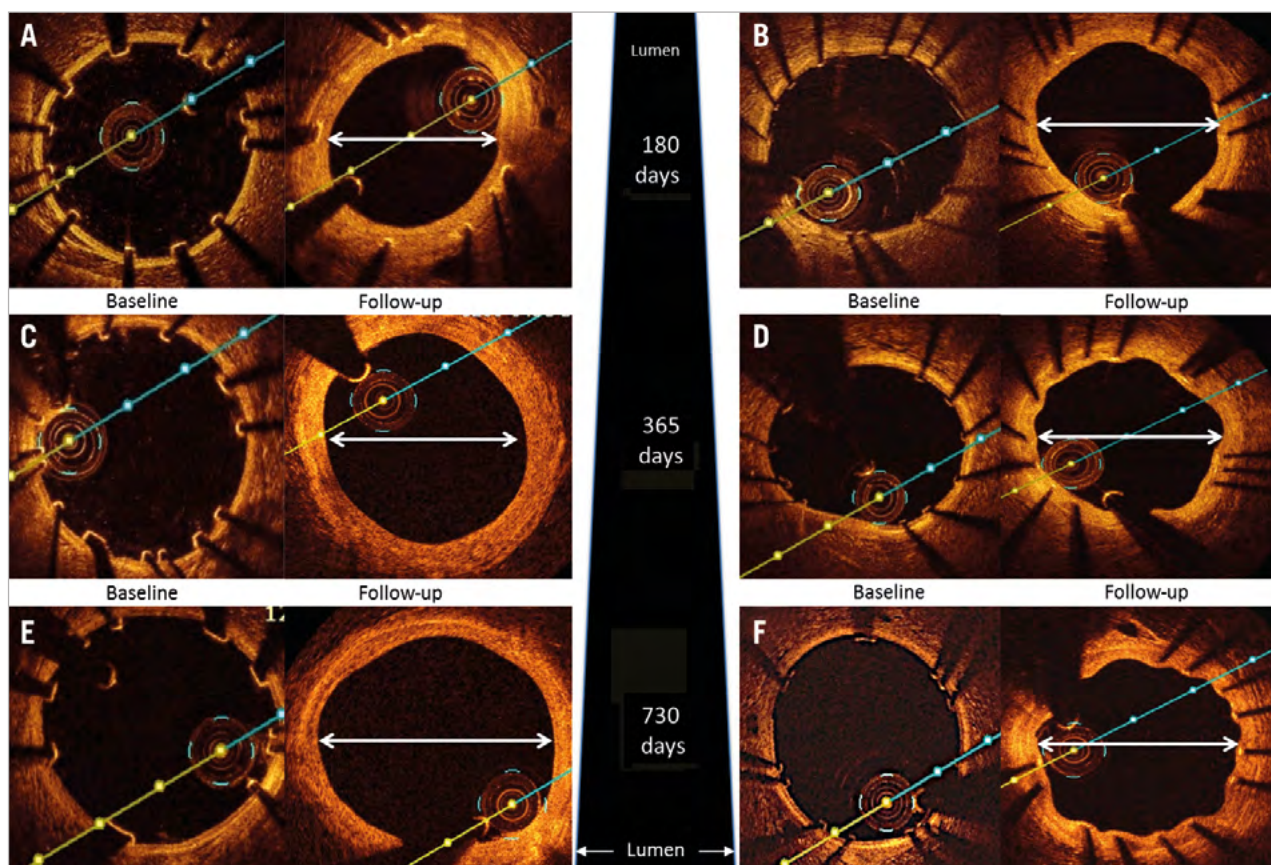 A
B
Lumen
180
days
Baseline
Follow-up
Baseline
Follow-up
C
D
365
days
Baseline
Follow-up
Baseline
Follow-up
E
F
730
days
Lumen